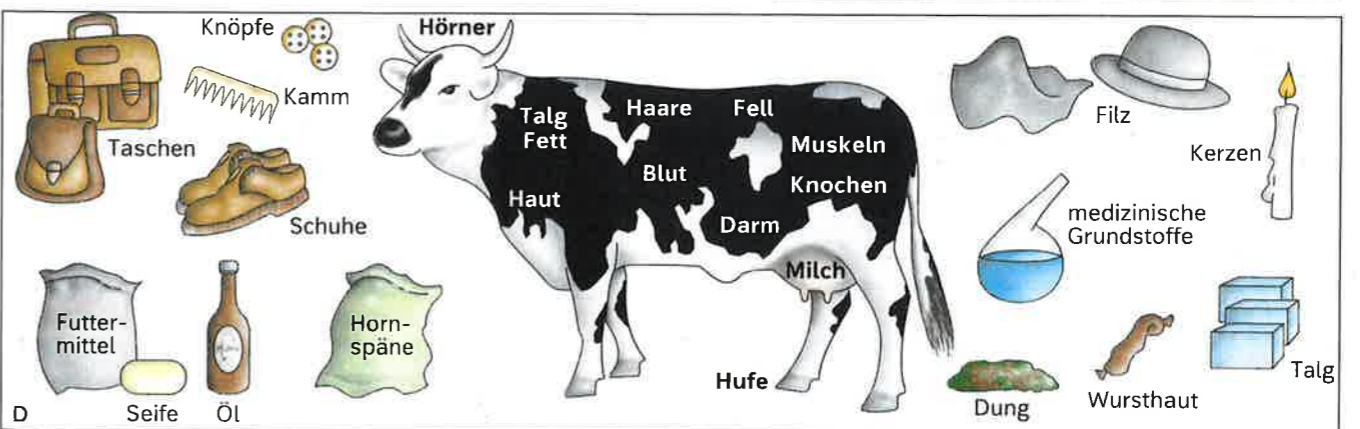 Knöpfe
Hörner
Kamm
Taschen
Schuhe
Futter-
mittel
Seife
Öl
Horn-
späne
D
Talg
Fett
Haare
Fell
Muskeln
Blut
Knochen
Haut
Darm
Milch
Hufe
Filz
Kerzen
medizinische
Grundstoffe
Talg
Wursthaut
Dung